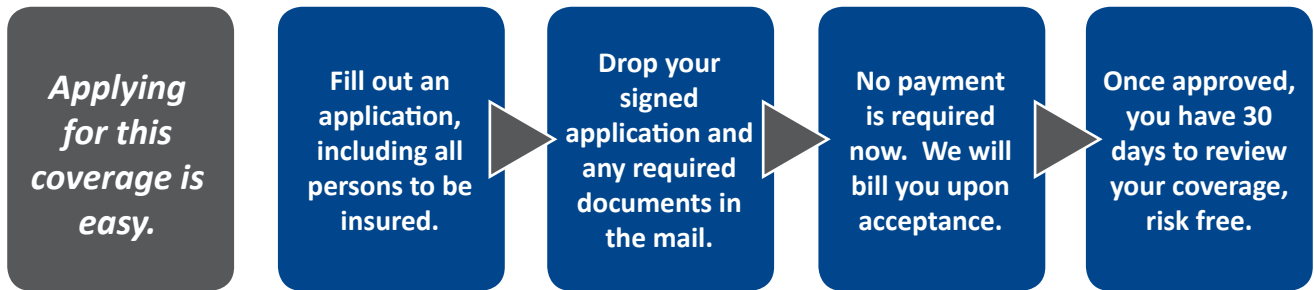 Applying
for this
coverage is
easy.
Fill out an
application,
including all
persons to be
insured.
Drop your
signed
application and
any required
documents in
the mail.
No payment
is required
now.  We will
bill you upon
acceptance.
Once approved,
you have 30
days to review
your coverage,
risk free.